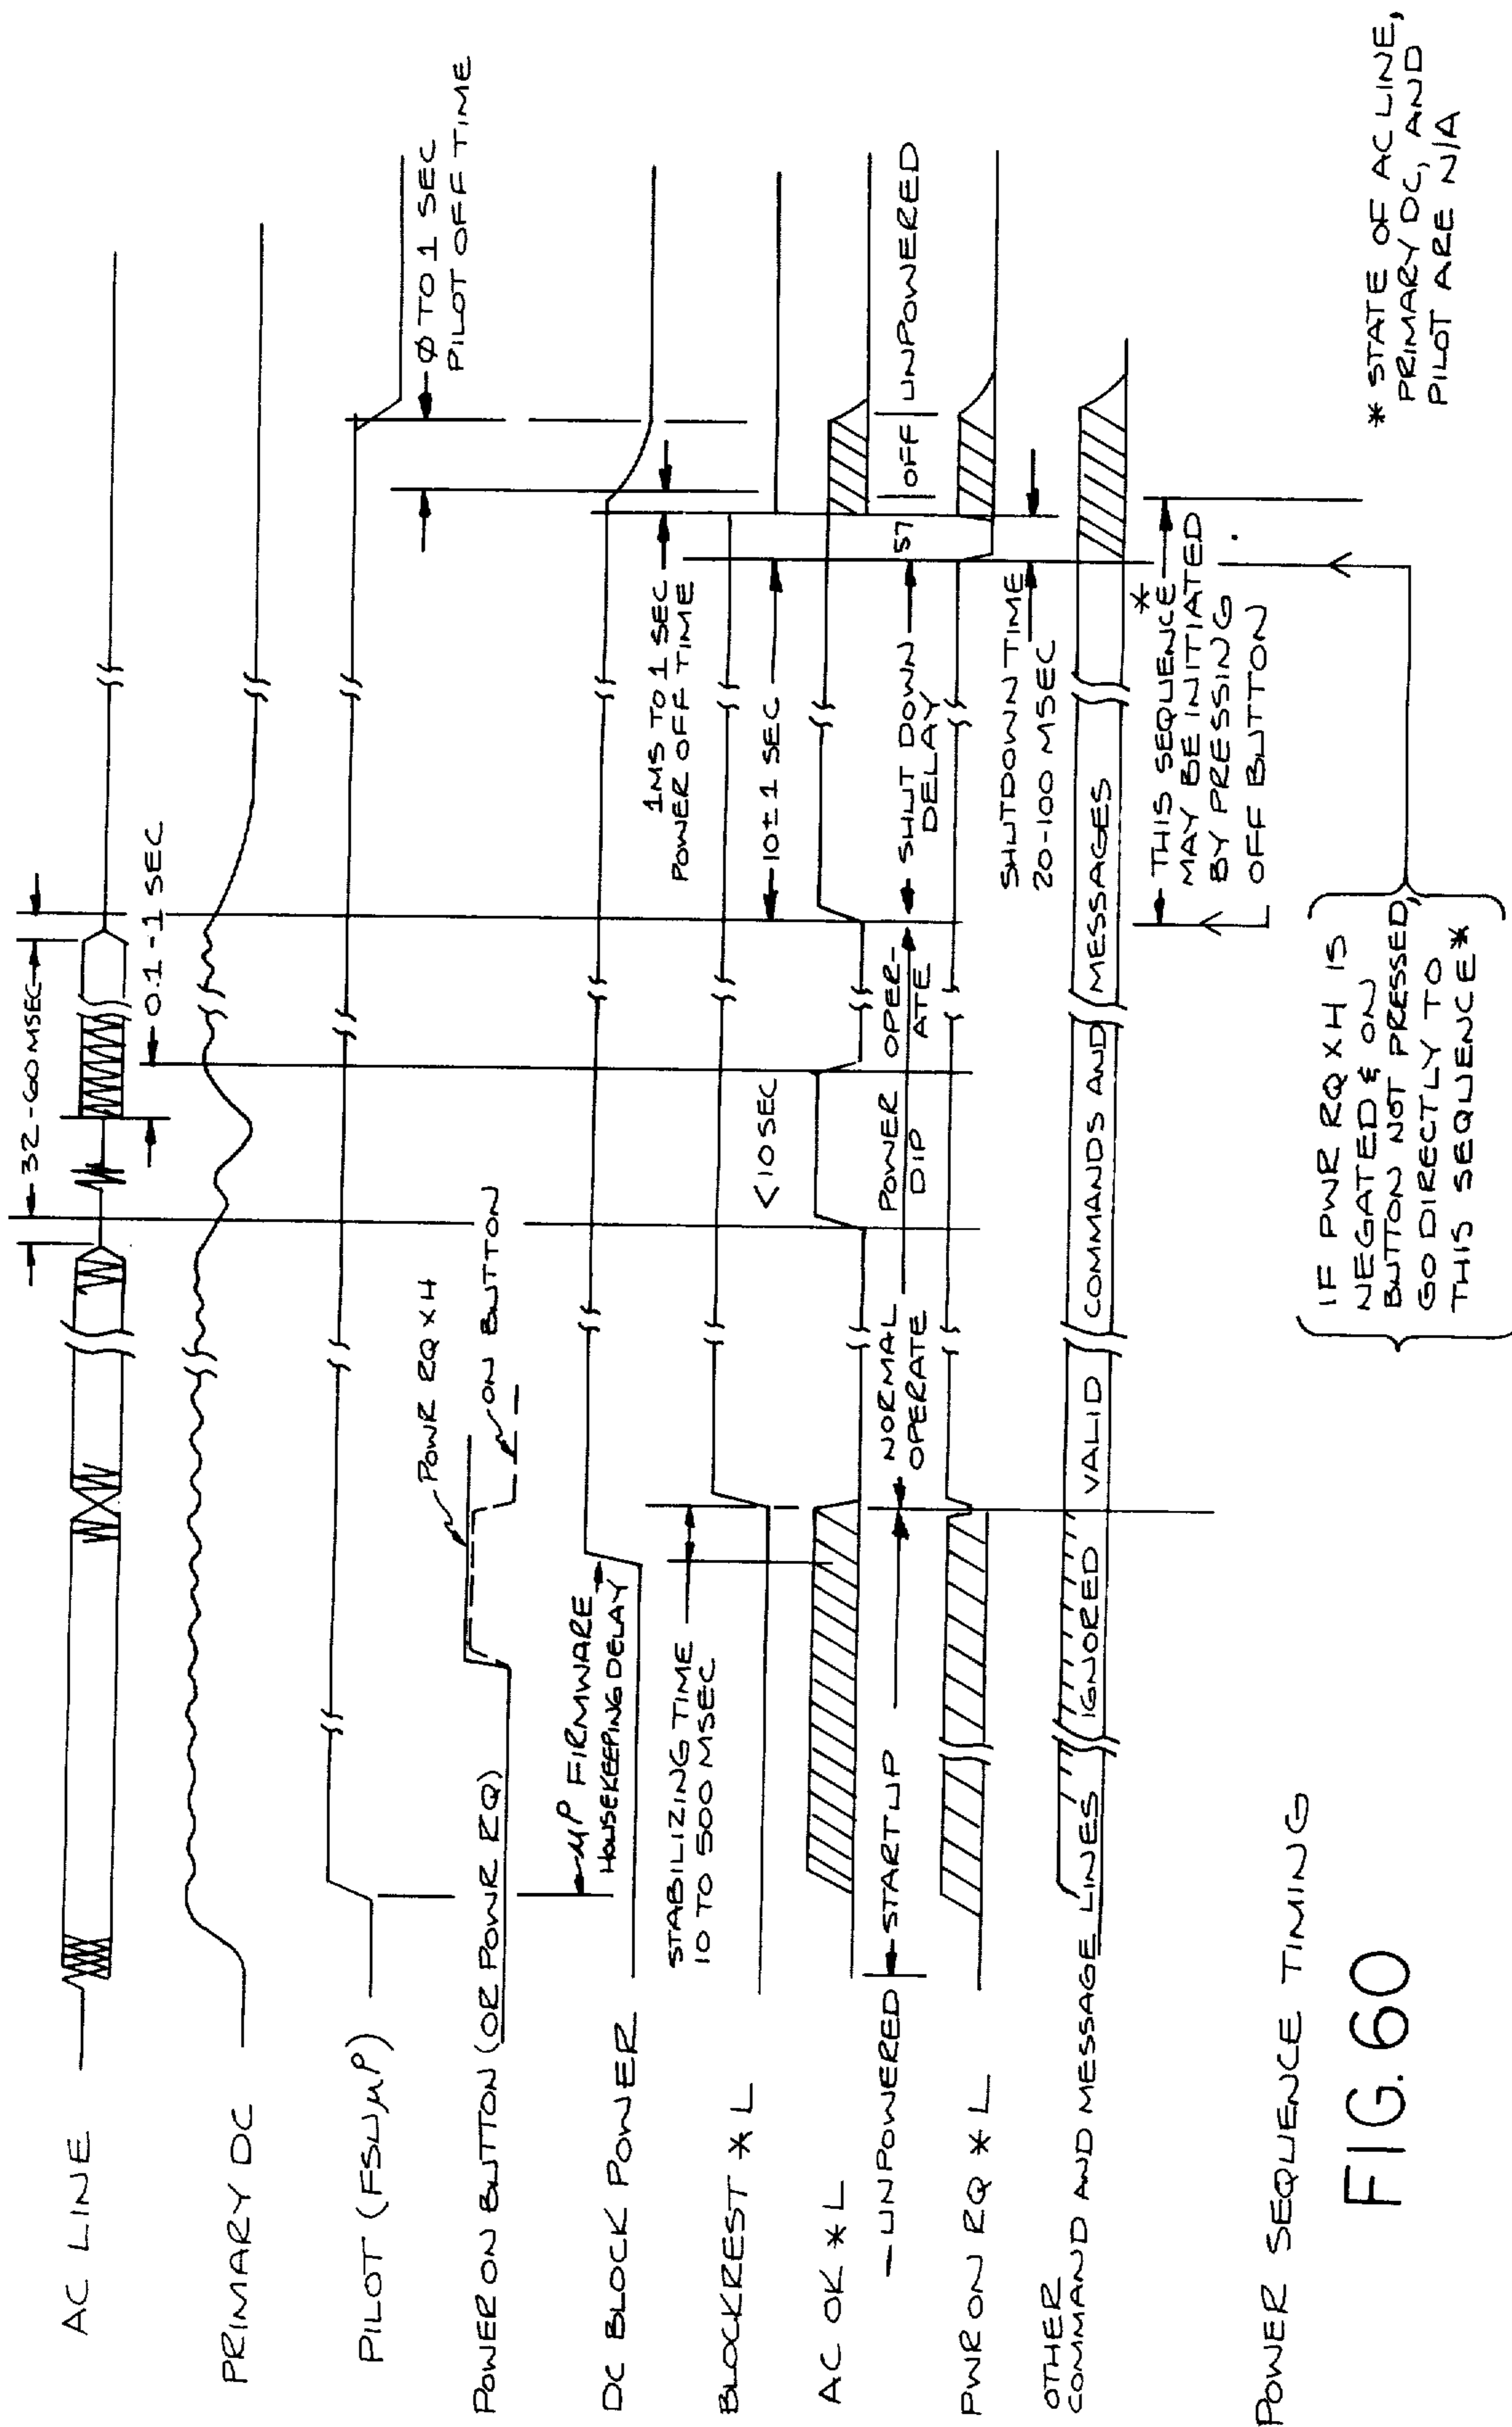 AC LINE
32-60 MSEC
0.1-1 SEC
PRIMARY DC
PILOT (FSU µP)
Ø TO 1 SEC
PILOT OFF TIME
POWER ON BUTTON (OR POWR RQ)
POWR RQ X H
ON BUTTON
µP FIRMWARE
HOUSEKEEPING DELAY
DC BLOCK POWER
1MS TO 1 SEC
POWER OFF TIME
STABILIZING TIME
10 TO 500 MSEC
BLOCKREST * L
<10 SEC
10±1 SEC
AC OK * L
UNPOWERED
STARTUP
NORMAL
OPERATE
POWER
DIP
OPER-
ATE
SHUT DOWN
DELAY
S7
OFF
UNPOWERED
PWR ON RQ * L
SHUTDOWN TIME
20-100 MSEC
OTHER
COMMAND AND MESSAGE LINES
IGNORED
VALID
COMMANDS AND MESSAGES
*
THIS SEQUENCE
MAY BE INITIATED
BY PRESSING
OFF BUTTON
IF PWR RQ X H IS
NEGATED & ON
BUTTON NOT PRESSED,
GO DIRECTLY TO
THIS SEQUENCE *
* STATE OF AC LINE,
PRIMARY DC, AND
PILOT ARE N/A
POWER SEQUENCE TIMING
FIG. 60